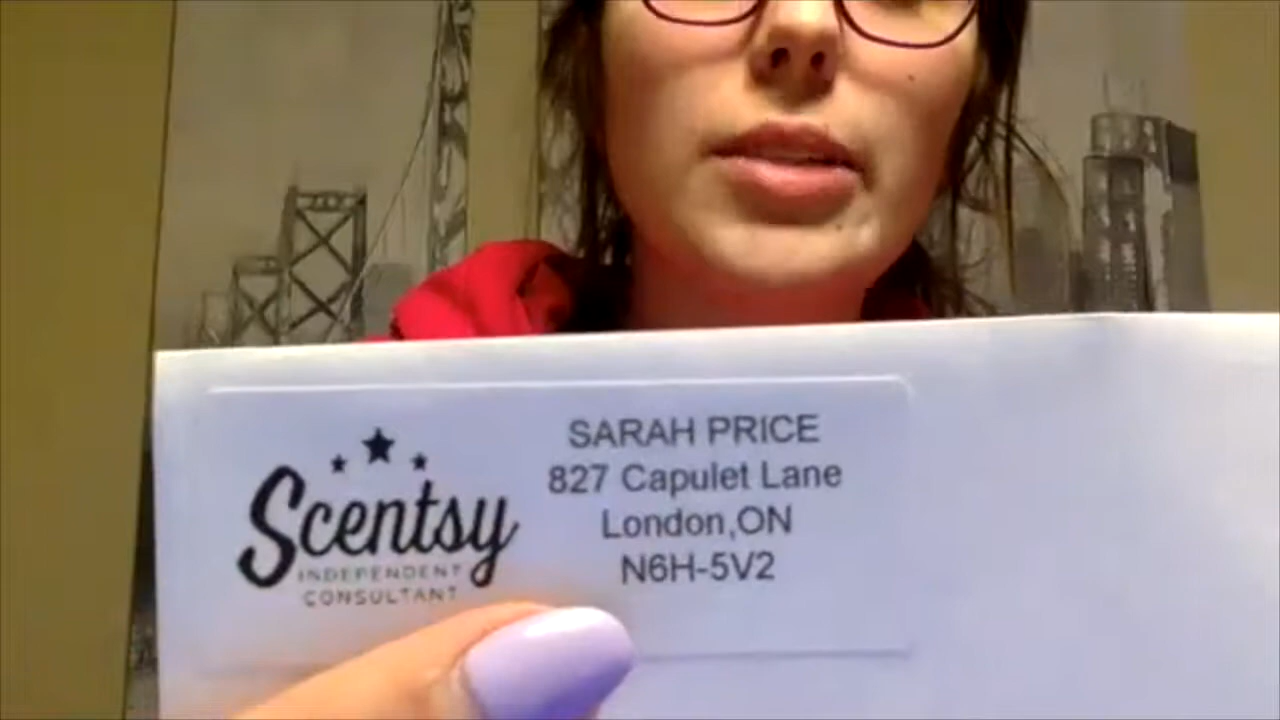 Scentsy
INDEPENDENT
CONSULTANT
SARAH PRICE
827 Capulet Lane
London,ON
N6H-5V2